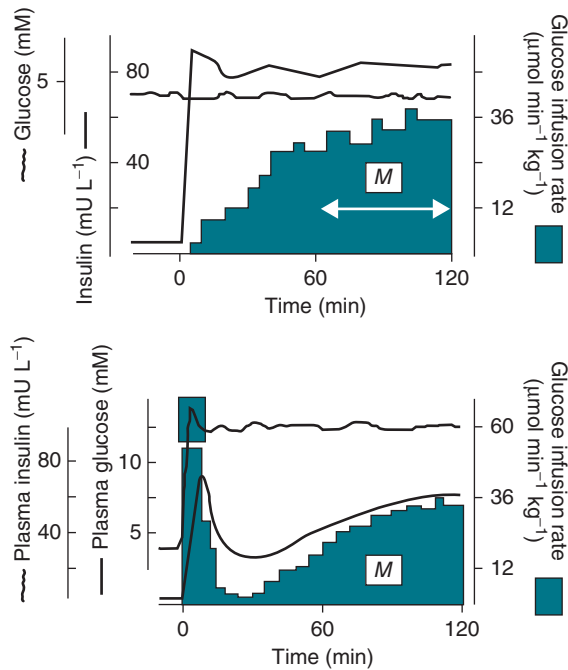 Glucose (mM)
5
Insulin (mU L−1)
80
40
M
36
12
Glucose infusion rate
(μmol min−1 kg−1)
0
60
120
Time (min)
Plasma insulin (mU L−1)
80
60
40
Plasma glucose (mM)
10
5
M
60
36
12
Glucose infusion rate
(μmol min−1 kg−1)
0
60
120
Time (min)